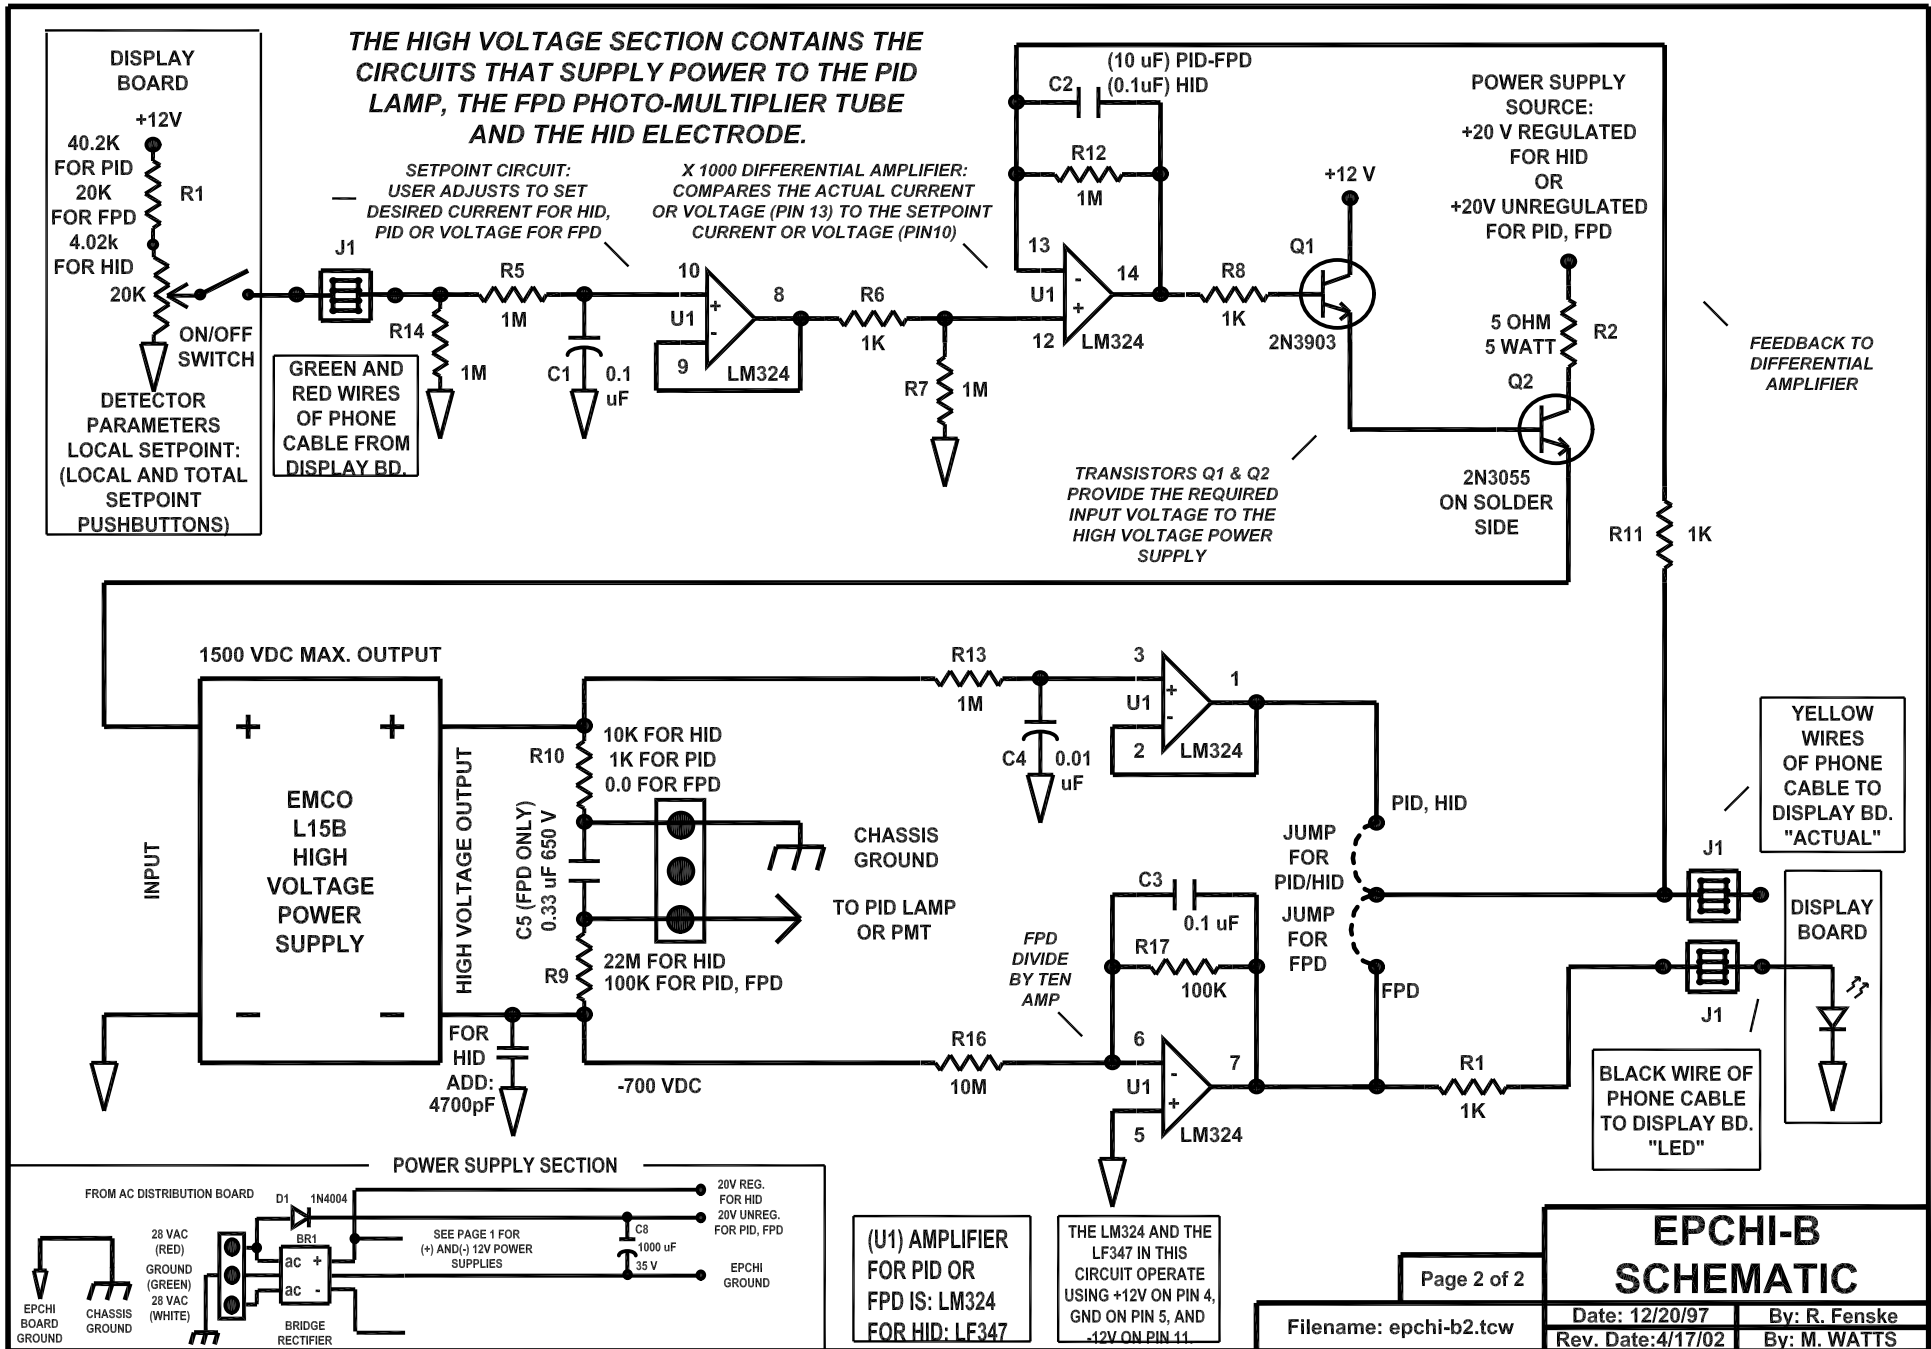 DISPLAY
BOARD
+12V
40.2K
FOR PID
20K
FOR FPD
4.02k
FOR HID
R1
20K
ON/OFF
SWITCH
DETECTOR
PARAMETERS
LOCAL SETPOINT:
(LOCAL AND TOTAL
SETPOINT
PUSHBUTTONS)
THE HIGH VOLTAGE SECTION CONTAINS THE
CIRCUITS THAT SUPPLY POWER TO THE PID
LAMP, THE FPD PHOTO-MULTIPLIER TUBE
AND THE HID ELECTRODE.
SETPOINT CIRCUIT:
USER ADJUSTS TO SET
DESIRED CURRENT FOR HID,
PID OR VOLTAGE FOR FPD
X 1000 DIFFERENTIAL AMPLIFIER:
COMPARES THE ACTUAL CURRENT
OR VOLTAGE (PIN 13) TO THE SETPOINT
CURRENT OR VOLTAGE (PIN10)
J1
GREEN AND
RED WIRES
OF PHONE
CABLE FROM
DISPLAY BD.
R14
1M
R5
1M
C1
0.1
uF
10
+
U1
-
9
8
LM324
R6
1K
R7
1M
(10 uF) PID-FPD
C2
(0.1uF) HID
R12
1M
13
-
U1
+
12
14
LM324
R8
1K
+12 V
Q1
2N3903
POWER SUPPLY
SOURCE:
+20 V REGULATED
FOR HID
OR
+20V UNREGULATED
FOR PID, FPD
5 OHM
5 WATT
R2
Q2
2N3055
ON SOLDER
SIDE
TRANSISTORS Q1 & Q2
PROVIDE THE REQUIRED
INPUT VOLTAGE TO THE
HIGH VOLTAGE POWER
SUPPLY
FEEDBACK TO
DIFFERENTIAL
AMPLIFIER
R11
1K
1500 VDC MAX. OUTPUT
+
+
EMCO
L15B
HIGH
VOLTAGE
POWER
SUPPLY
INPUT
HIGH VOLTAGE OUTPUT
R10
10K FOR HID
1K FOR PID
0.0 FOR FPD
C5 (FPD ONLY)
0.33 uF 650 V
CHASSIS
GROUND
TO PID LAMP
OR PMT
R9
22M FOR HID
100K FOR PID, FPD
FOR
HID
ADD:
4700pF
-700 VDC
R13
1M
C4
0.01
uF
3
+
U1
-
2
1
LM324
PID, HID
JUMP
FOR
PID/HID
JUMP
FOR
FPD
FPD
C3
0.1 uF
R17
100K
FPD
DIVIDE
BY TEN
AMP
R16
10M
6
-
U1
+
5
7
LM324
R1
1K
YELLOW
WIRES
OF PHONE
CABLE TO
DISPLAY BD.
"ACTUAL"
J1
DISPLAY
BOARD
J1
BLACK WIRE OF
PHONE CABLE
TO DISPLAY BD.
"LED"
POWER SUPPLY SECTION
FROM AC DISTRIBUTION BOARD
D1
1N4004
28 VAC
(RED)
GROUND
(GREEN)
28 VAC
(WHITE)
BR1
ac +
ac -
BRIDGE
RECTIFIER
EPCHI
BOARD
GROUND
CHASSIS
GROUND
SEE PAGE 1 FOR
(+) AND(-) 12V POWER
SUPPLIES
C8
1000 uF
35 V
20V REG.
FOR HID
20V UNREG.
FOR PID, FPD
EPCHI
GROUND
(U1) AMPLIFIER
FOR PID OR
FPD IS: LM324
FOR HID: LF347
THE LM324 AND THE
LF347 IN THIS
CIRCUIT OPERATE
USING +12V ON PIN 4,
GND ON PIN 5, AND
-12V ON PIN 11.
EPCHI-B
SCHEMATIC
Page 2 of 2
Filename: epchi-b2.tcw
Date: 12/20/97
By: R. Fenske
Rev. Date:4/17/02
By: M. WATTS